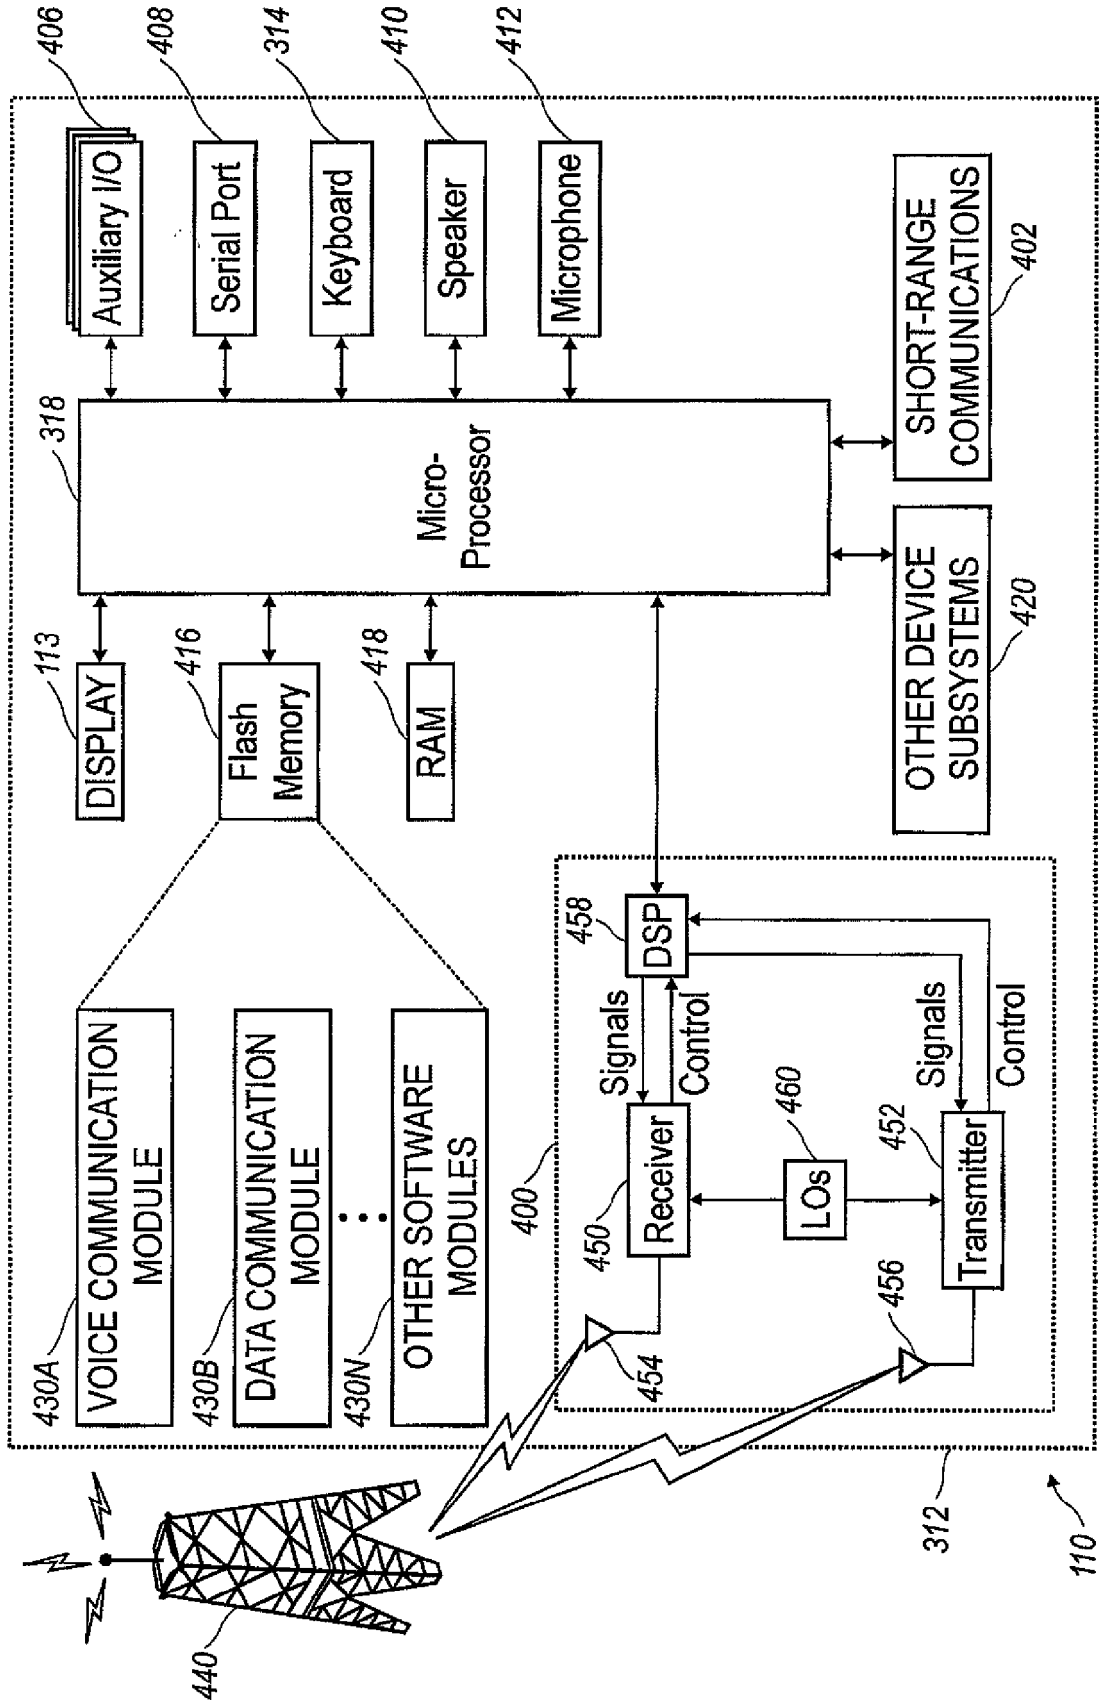 430A
VOICE COMMUNICATION
MODULE
430B
DATA COMMUNICATION
MODULE
430N
OTHER SOFTWARE
MODULES
113
DISPLAY
416
Flash
Memory
418
RAM
318
Micro-
Processor
406
Auxiliary I/O
408
Serial Port
314
Keyboard
410
Speaker
412
Microphone
440
400
454
450
Receiver
Signals
Control
458
DSP
460
LOs
456
452
Transmitter
Signals
Control
OTHER DEVICE
SUBSYSTEMS
420
SHORT-RANGE
COMMUNICATIONS
402
312
110